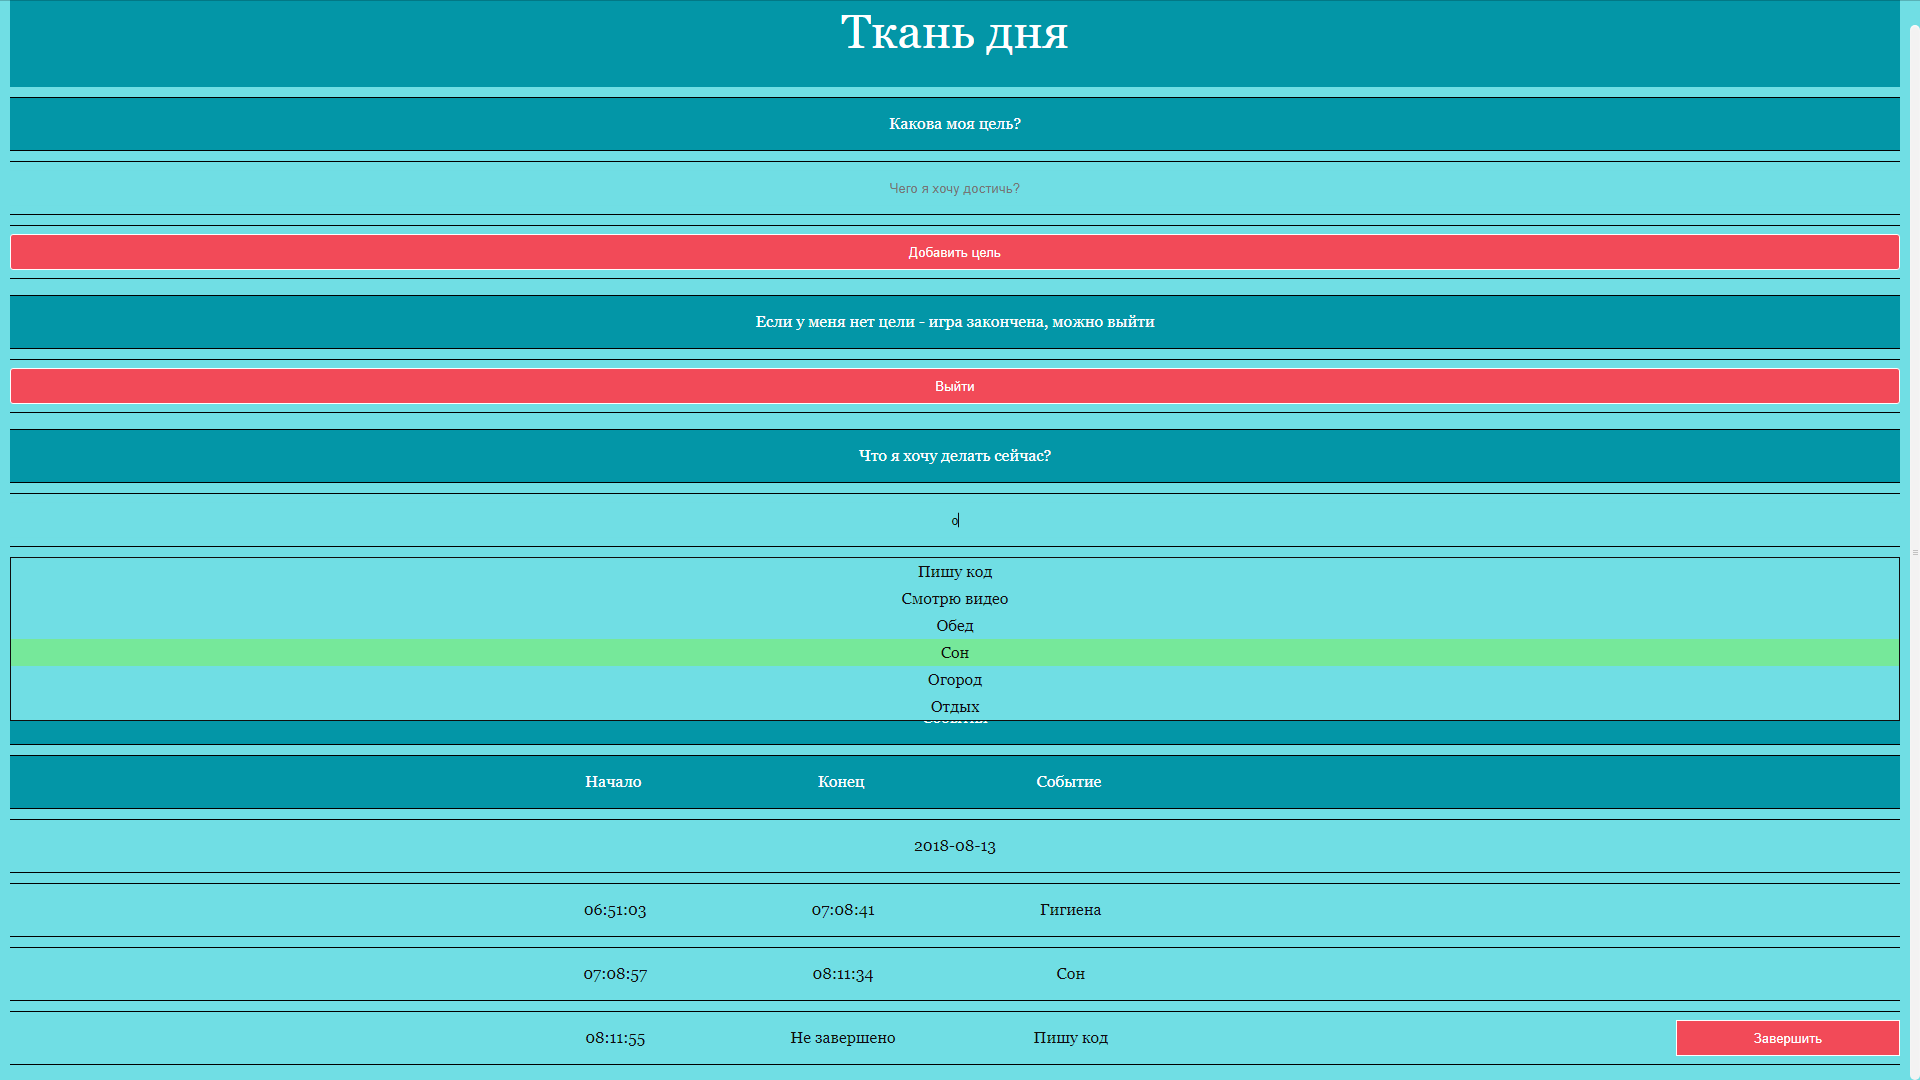 Ткань дня
Какова моя цель?
Чего я хочу достичь?
Добавить цель
Если у меня нет цели - игра закончена, можно выйти
Выйти
Что я хочу делать сейчас?
о
Пишу код
Смотрю видео
Обед
Сон
Огород
Отдых
Начало Конец Событие
2018-08-13
06:51:03 07:08:41 Гигиена
07:08:57 08:11:34 Сон
08:11:55 Не завершено Пишу код Завершить